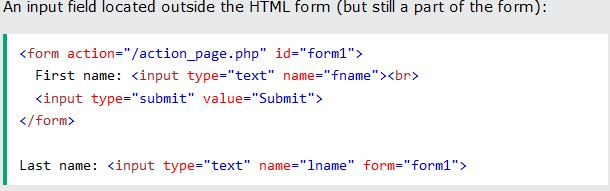 An input field located outside the HTML form (but still a part of the form):
<form action="/action_page.php" id="form1">
First name: <input type="text" name="fname"><br>
<input type="submit" value="Submit">
</form>
Last name: <input type="text" name="lname" form="form1">